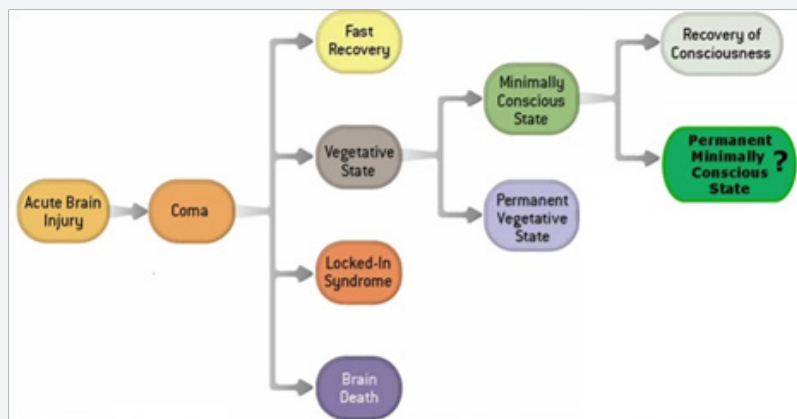 Fast
Recovery
Recovery of
Consciousness
Minimally
Conscious
State
Permanent
Minimally
Conscious
State
?
Vegetative
State
Acute Brain
Injury
Coma
Permanent
Vegetative
State
Locked-In
Syndrome
Brain
Death